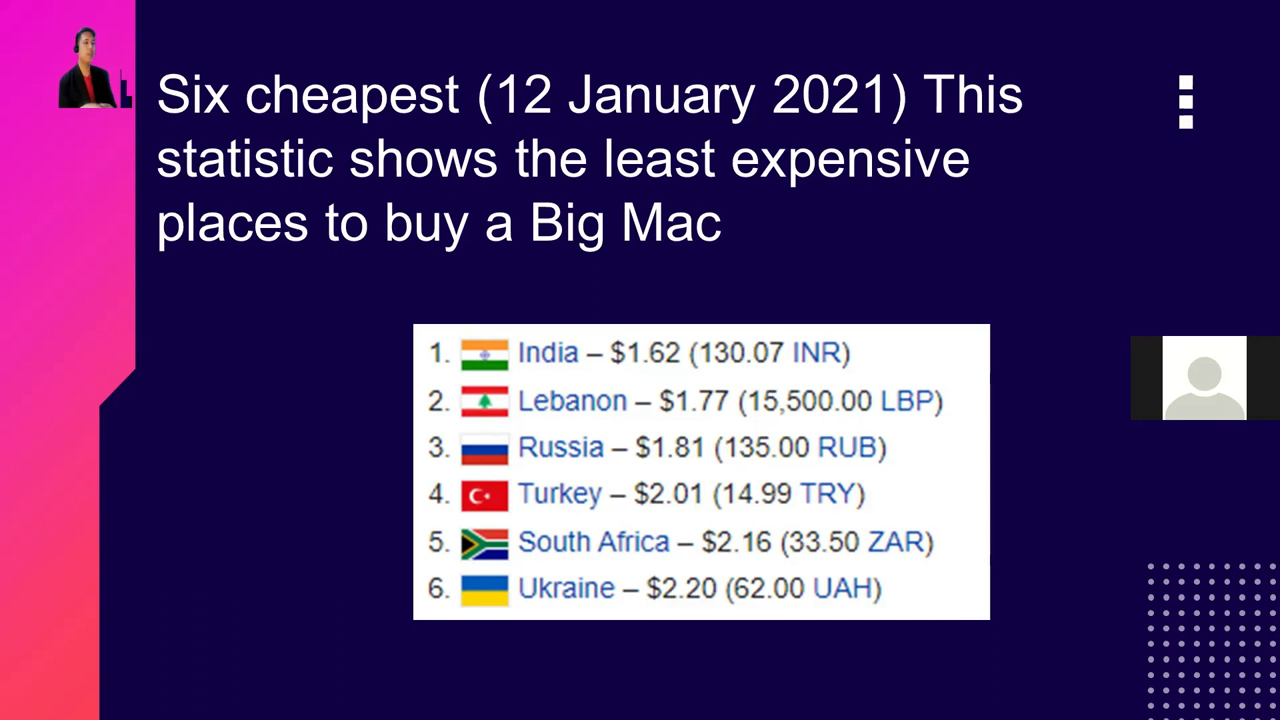 Six cheapest (12 January 2021) This
statistic shows the least expensive
places to buy a Big Mac
1. India – $1.62 (130.07 INR)
2. Lebanon – $1.77 (15,500.00 LBP)
3. Russia – $1.81 (135.00 RUB)
4. Turkey – $2.01 (14.99 TRY)
5. South Africa – $2.16 (33.50 ZAR)
6. Ukraine – $2.20 (62.00 UAH)